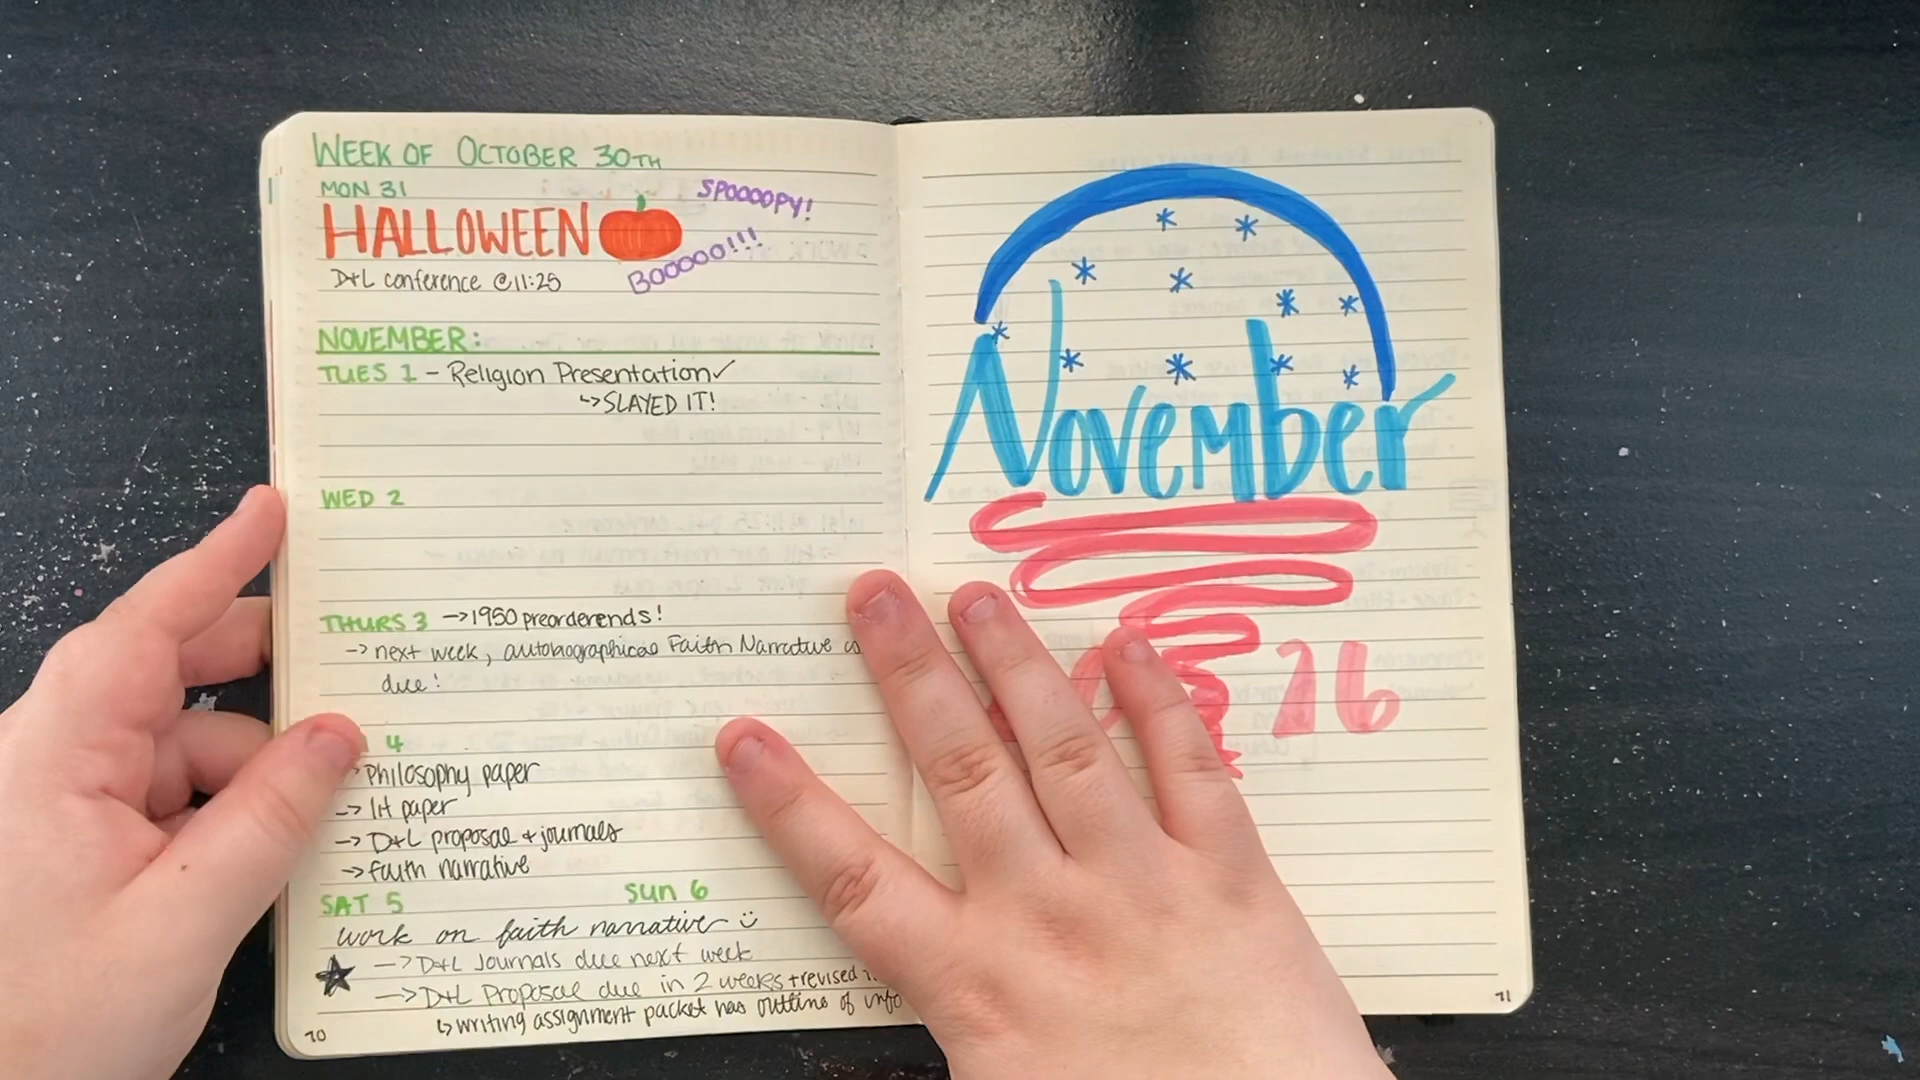 WEEK OF OCTOBER 30TH
MON 31
HALLOWEEN
SPOOOOPY!
BOOOOO!!!
D+L conference @11:25
NOVEMBER:
TUES 1 - Religion Presentation✓
↳SLAYED IT!
WED 2
THURS 3 →1950 preorder ends!
→ next week, autobiographical Faith Narrative
due!
4
→ Philosophy paper
→ 1H paper
→ D+L proposal + journals
→ faith narrative
SAT 5 Sun 6
work on faith narrative :)
★ → D+L Journals due next week
→ D+L Proposal due in 2 weeks + revised
↳ writing assignment packet has outline of info
70
November
26
71